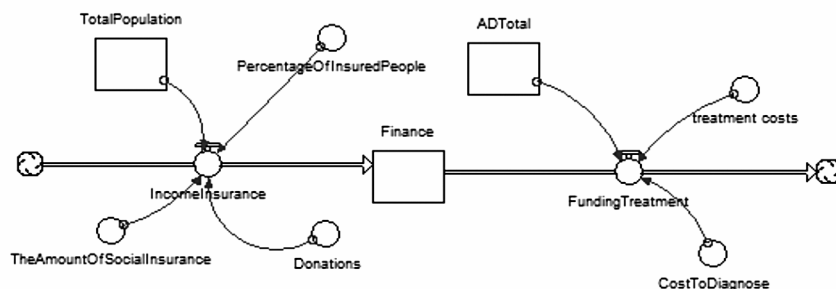 TotalPopulation
ADTotal
PercentageOfInsuredPeople
treatment costs
Finance
IncomeInsurance
FundingTreatment
TheAmountOfSocialInsurance
Donations
CostToDiagnose